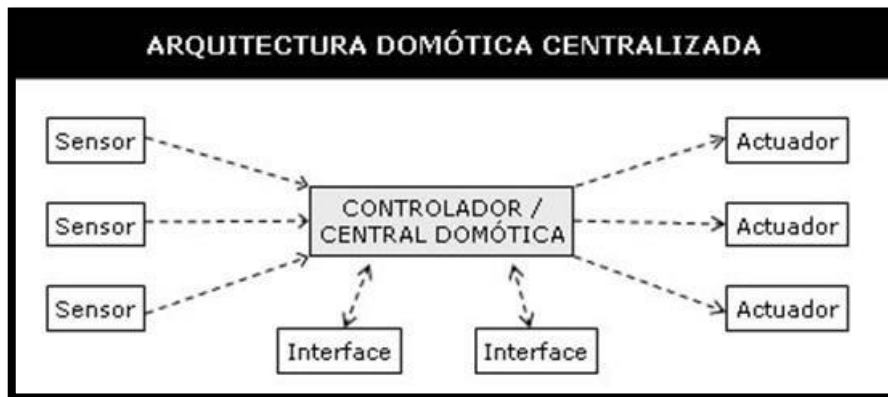 ARQUITECTURA DOMÓTICA CENTRALIZADA
Sensor
Actuador
CONTROLADOR /
CENTRAL DOMÓTICA
Sensor
Actuador
Sensor
Actuador
Interface
Interface